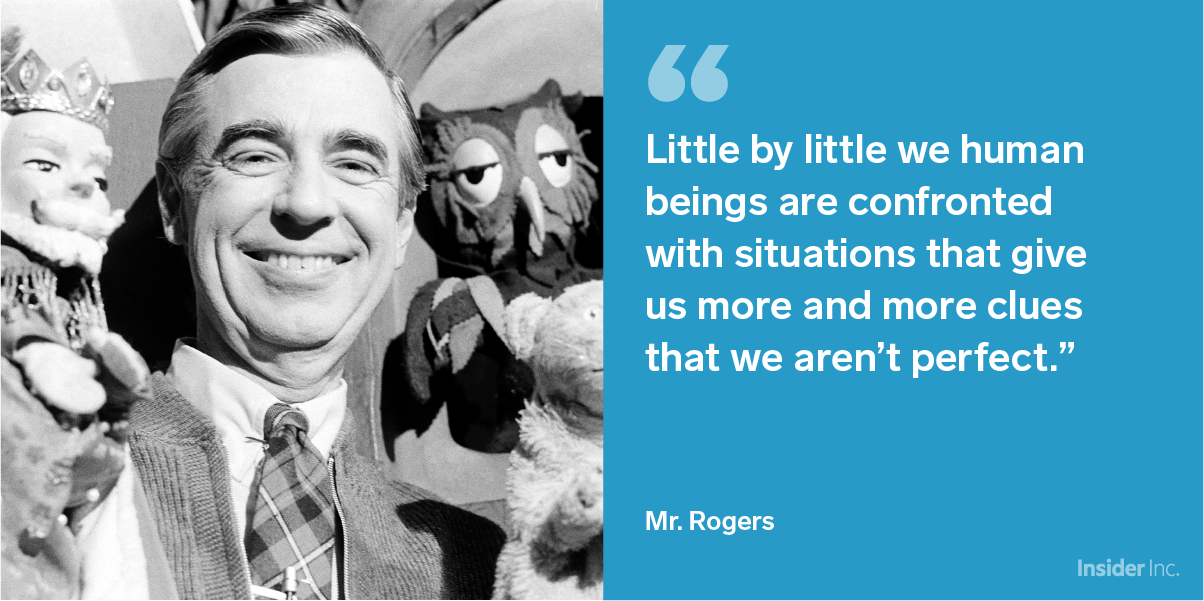 “
Little by little we human
beings are confronted
with situations that give
us more and more clues
that we aren’t perfect.”
Mr. Rogers
Insider Inc.